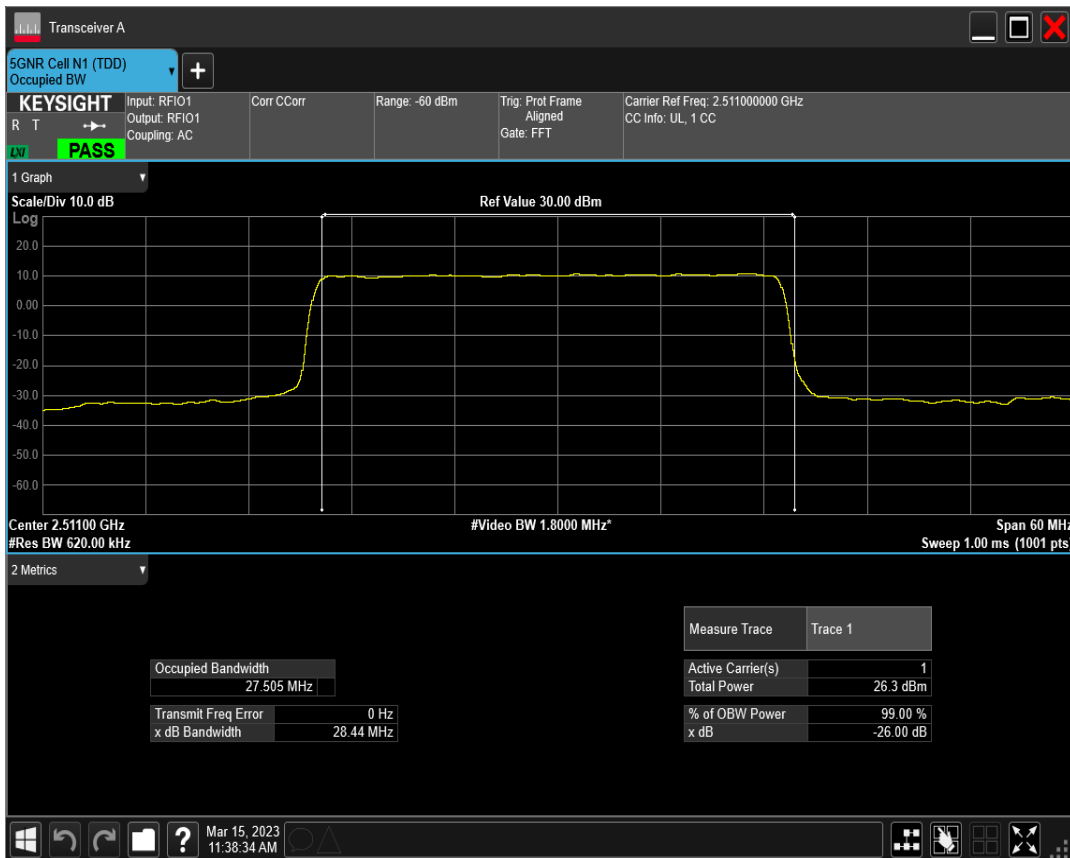 Transceiver A
5GNR Cell N1 (TDD)
Occupied BW
KEYSIGHT
R T
LXI
PASS
Input: RFIO1
Output: RFIO1
Coupling: AC
Corr CCorr
Range: -60 dBm
Trig: Prot Frame
Aligned
Gate: FFT
Carrier Ref Freq: 2.511000000 GHz
CC Info: UL, 1 CC
1 Graph
Scale/Div 10.0 dB
Ref Value 30.00 dBm
Log
20.0
10.0
0.00
-10.0
-20.0
-30.0
-40.0
-50.0
-60.0
Center 2.51100 GHz
#Video BW 1.8000 MHz*
Span 60 MHz
#Res BW 620.00 kHz
Sweep 1.00 ms (1001 pts)
2 Metrics
Measure Trace Trace 1
Occupied Bandwidth
27.505 MHz
Active Carrier(s) 1
Total Power 26.3 dBm
Transmit Freq Error 0 Hz
x dB Bandwidth 28.44 MHz
% of OBW Power 99.00 %
x dB -26.00 dB
?
Mar 15, 2023
11:38:34 AM